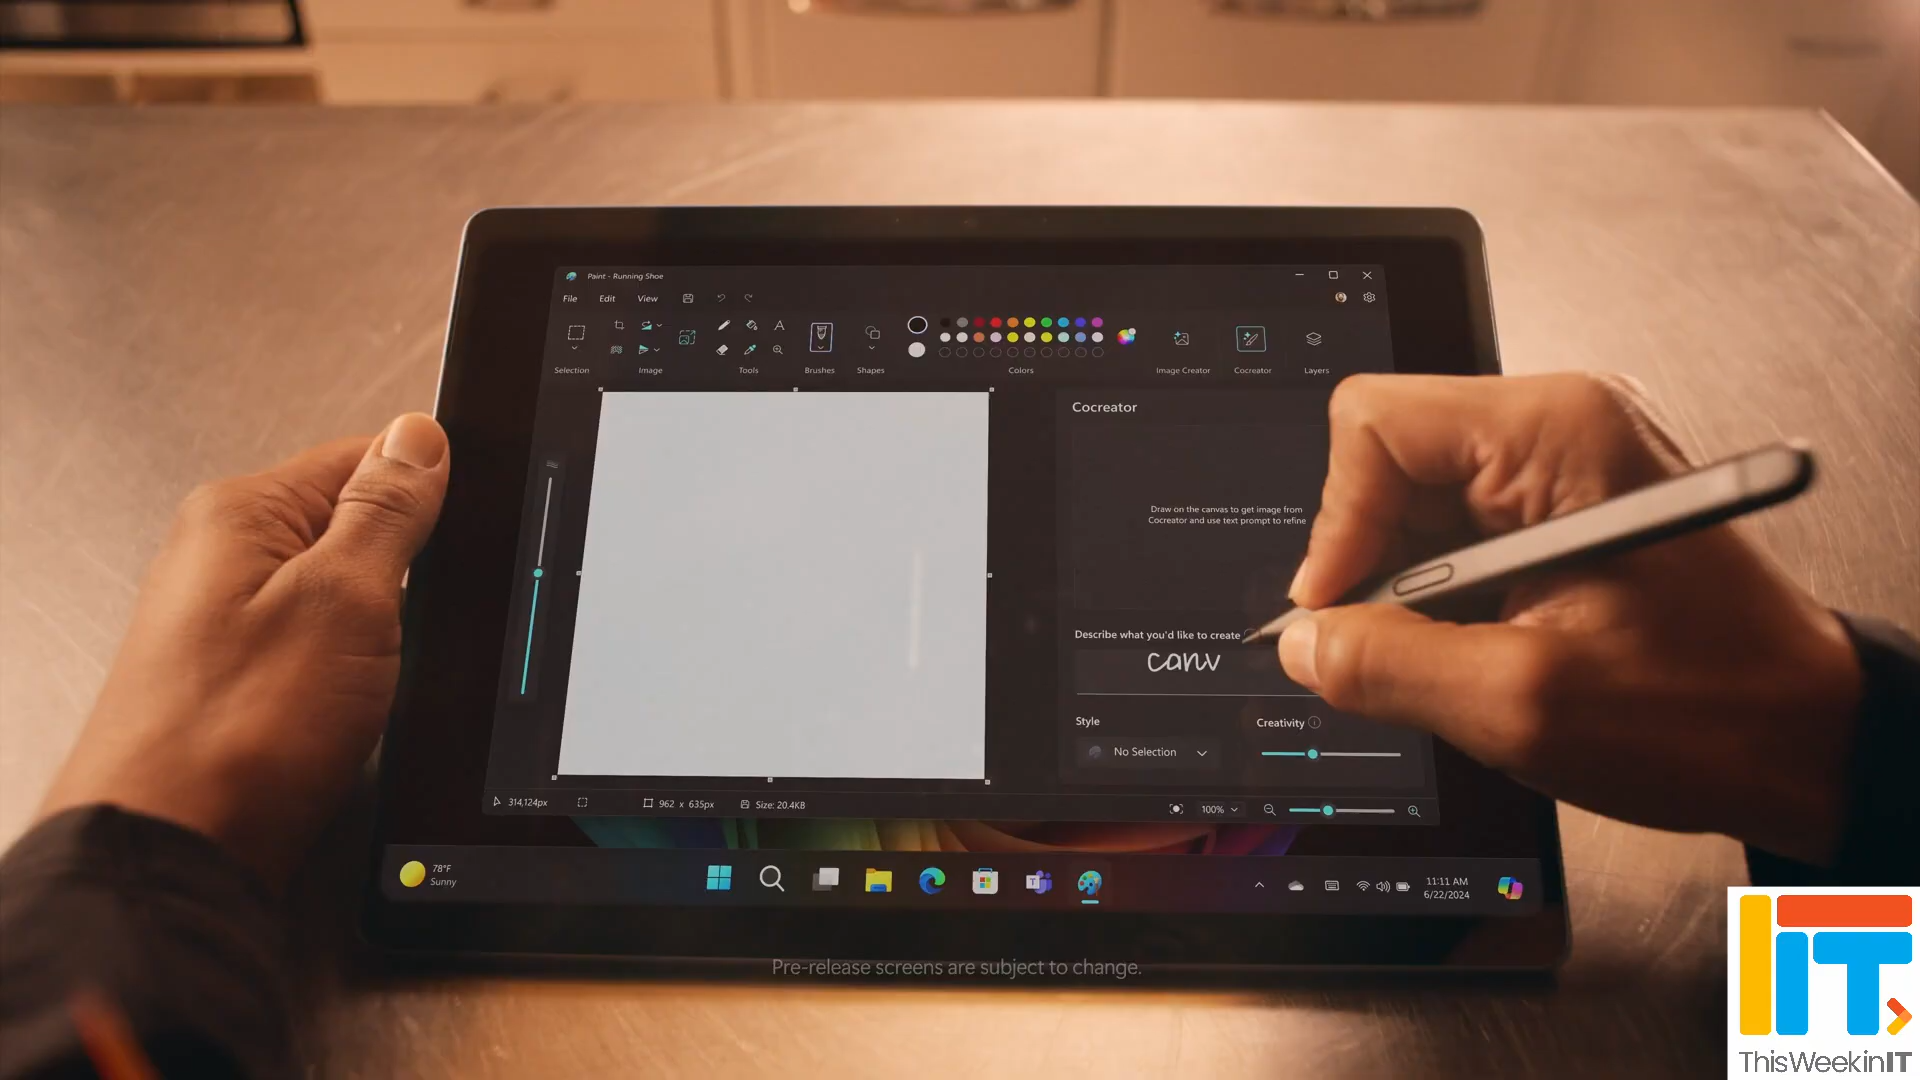 Paint - Running Shoe
File Edit View
Selection Image Tools Brushes Shapes Colors Image Creator Cocreator Layers
Cocreator
Draw on the canvas to get image from
Cocreator and use text prompt to refine
Describe what you'd like to create
canv
Style Creativity
No Selection
314,124px 962 x 635px Size: 20.4KB 100%
78°F
Sunny
11:11 AM
6/22/2024
Pre-release screens are subject to change.
IIT
ThisWeekinIT